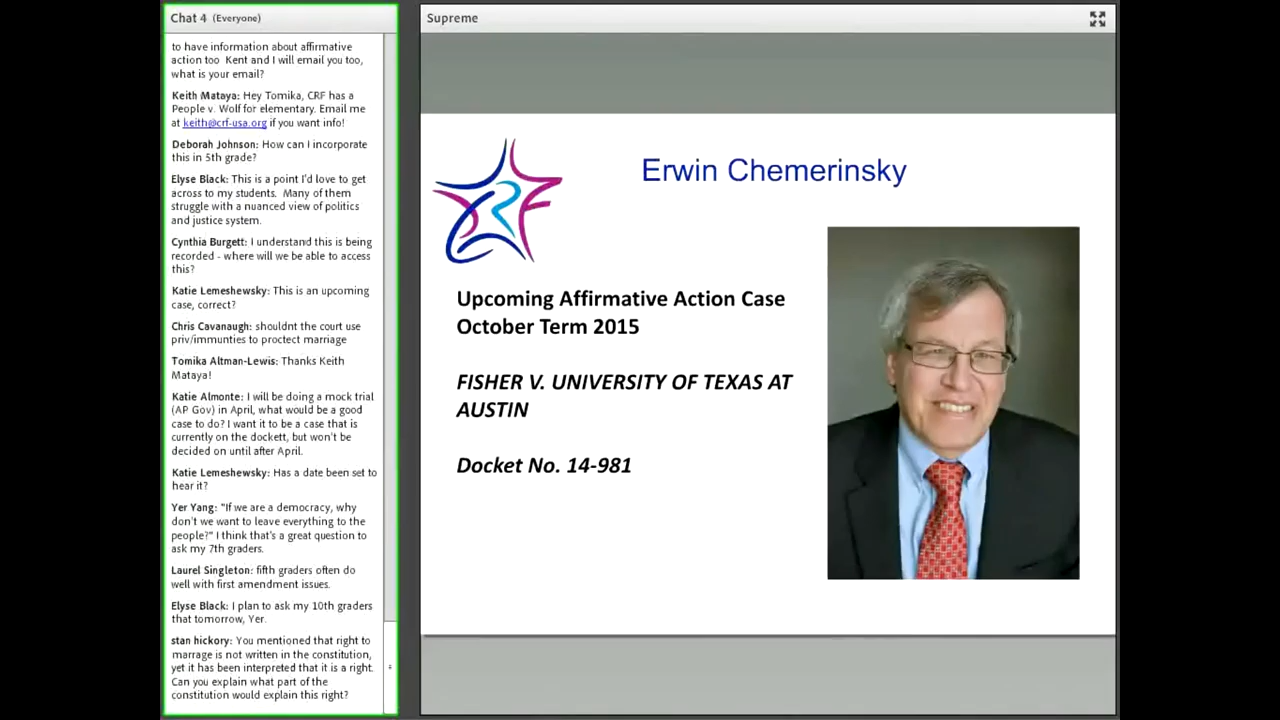 Chat 4 (Everyone)
to have information about affirmative
action too Kent and I will email you too,
what is your email?
Keith Mataya: Hey Tomika, CRF has a
People v. Wolf for elementary. Email me
at keith@crf-usa.org if you want info!
Deborah Johnson: How can I incorporate
this in 5th grade?
Elyse Black: This is a point I'd love to get
across to my students. Many of them
struggle with a nuanced view of politics
and justice system.
Cynthia Burgett: I understand this is being
recorded - where will we be able to access
this?
Katie Lemeshewsky: This is an upcoming
case, correct?
Chris Cavanaugh: shouldnt the court use
priv/immunties to proctect marriage
Tomika Altman-Lewis: Thanks Keith
Mataya!
Katie Almonte: I will be doing a mock trial
(AP Gov) in April, what would be a good
case to do? I want it to be a case that is
currently on the dockett, but won't be
decided on until after April.
Katie Lemeshewsky: Has a date been set to
hear it?
Yer Yang: "If we are a democracy, why
don't we want to leave everything to the
people?" I think that's a great question to
ask my 7th graders.
Laurel Singleton: fifth graders often do
well with first amendment issues.
Elyse Black: I plan to ask my 10th graders
that tomorrow, Yer.
stan hickory: You mentioned that right to
marrage is not written in the constitution,
yet it has been interpreted that it is a right.
Can you explain what part of the
constitution would explain this right?
Supreme
CRF
Erwin Chemerinsky
Upcoming Affirmative Action Case
October Term 2015
FISHER V. UNIVERSITY OF TEXAS AT
AUSTIN
Docket No. 14-981